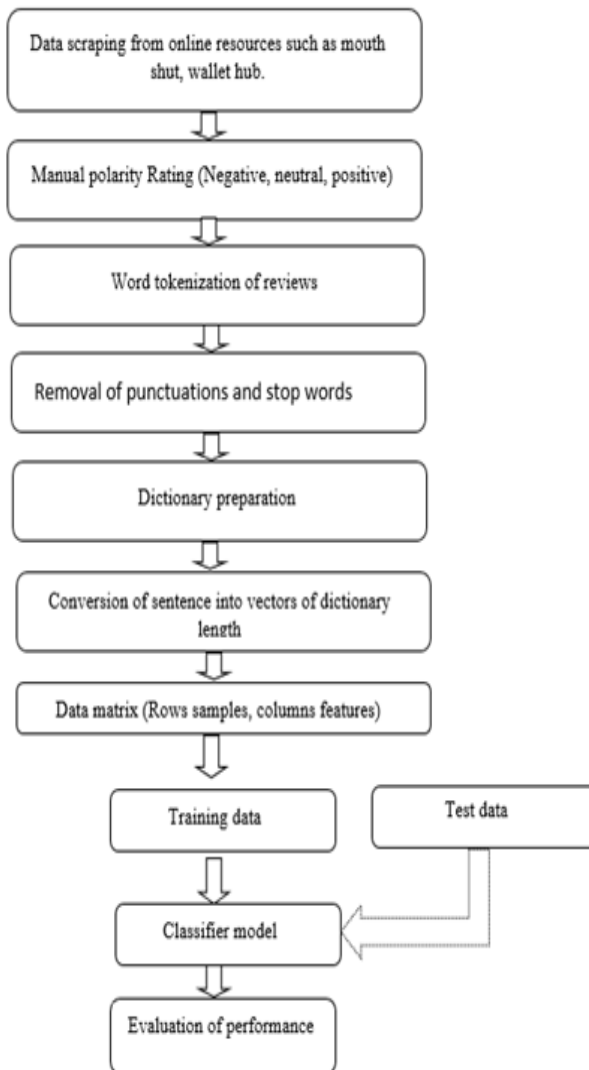 Data scraping from online resources such as mouth
shut, wallet hub.
Manual polarity Rating (Negative, neutral, positive)
Word tokenization of reviews
Removal of punctuations and stop words
Dictionary preparation
Conversion of sentence into vectors of dictionary
length
Data matrix (Rows samples, columns features)
Training data
Test data
Classifier model
Evaluation of performance